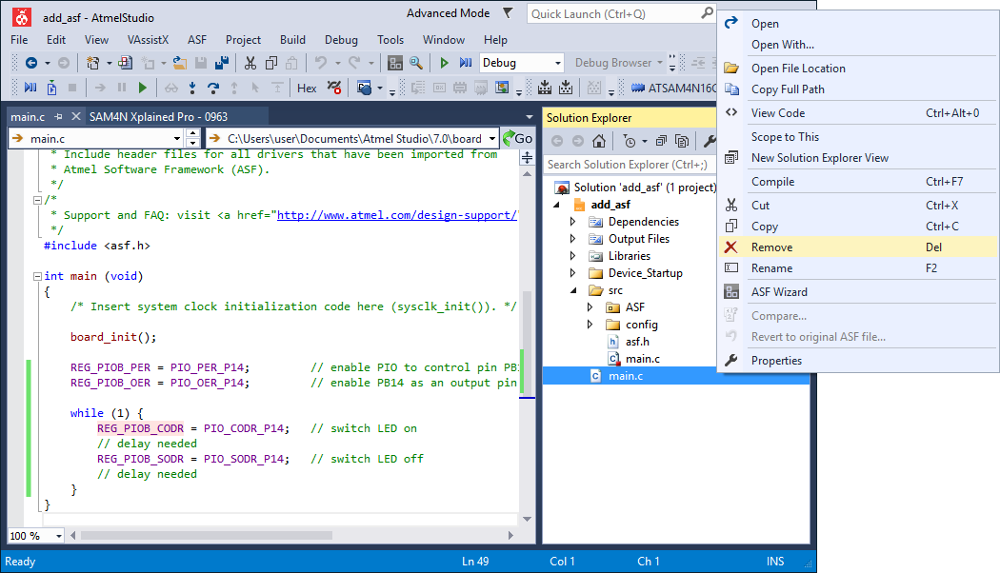 add_asf - AtmelStudio
Advanced Mode
Quick Launch (Ctrl+Q)
File Edit View VAssistX ASF Project Build Debug Tools Window Help
Debug Debug Browser
Hex ATSAM4N16C
main.c SAM4N Xplained Pro - 0963
main.c C:\Users\user\Documents\Atmel Studio\7.0\board Go
* Include header files for all drivers that have been imported from
* Atmel Software Framework (ASF).
*/
/*
* Support and FAQ: visit <a href="http://www.atmel.com/design-support/"
*/
#include <asf.h>
int main (void)
{
/* Insert system clock initialization code here (sysclk_init()). */
board_init();
REG_PIOB_PER = PIO_PER_P14; // enable PIO to control pin PB1
REG_PIOB_OER = PIO_OER_P14; // enable PB14 as an output pin
while (1) {
REG_PIOB_CODR = PIO_CODR_P14; // switch LED on
// delay needed
REG_PIOB_SODR = PIO_SODR_P14; // switch LED off
// delay needed
}
}
100 %
Solution Explorer
Search Solution Explorer (Ctrl+;)
Solution 'add_asf' (1 project)
add_asf
Dependencies
Output Files
Libraries
Device_Startup
src
ASF
config
asf.h
main.c
main.c
Open
Open With...
Open File Location
Copy Full Path
View Code Ctrl+Alt+0
Scope to This
New Solution Explorer View
Compile Ctrl+F7
Cut Ctrl+X
Copy Ctrl+C
Remove Del
Rename F2
ASF Wizard
Compare...
Revert to original ASF file...
Properties
Ready Ln 49 Col 1 Ch 1 INS